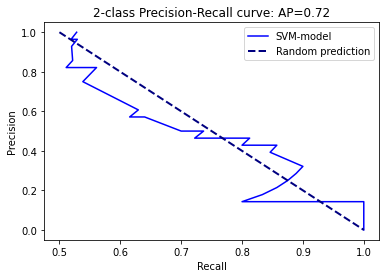 2-class Precision-Recall curve: AP=0.72
SVM-model
Random prediction
Precision
1.0
0.8
0.6
0.4
0.2
0.0
0.5 0.6 0.7 0.8 0.9 1.0
Recall